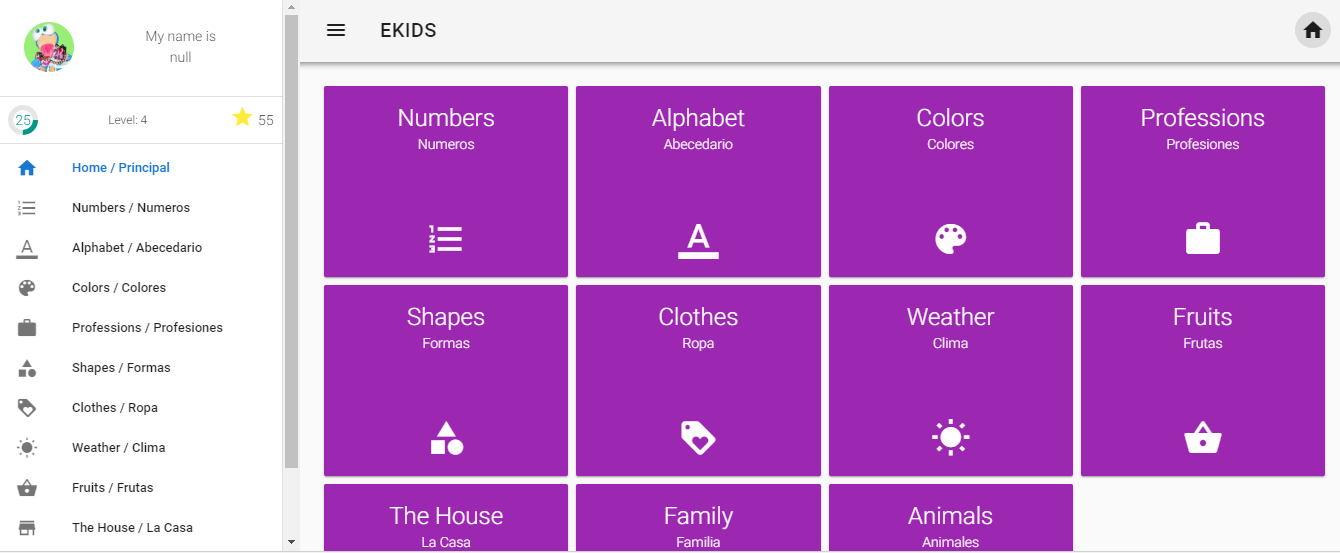 My name is
null
25
Level: 4
55
Home / Principal
Numbers / Numeros
Alphabet / Abecedario
Colors / Colores
Professions / Profesiones
Shapes / Formas
Clothes / Ropa
Weather / Clima
Fruits / Frutas
The House / La Casa
EKIDS
Numbers
Numeros
Alphabet
Abecedario
Colors
Colores
Professions
Profesiones
Shapes
Formas
Clothes
Ropa
Weather
Clima
Fruits
Frutas
The House
La Casa
Family
Familia
Animals
Animales